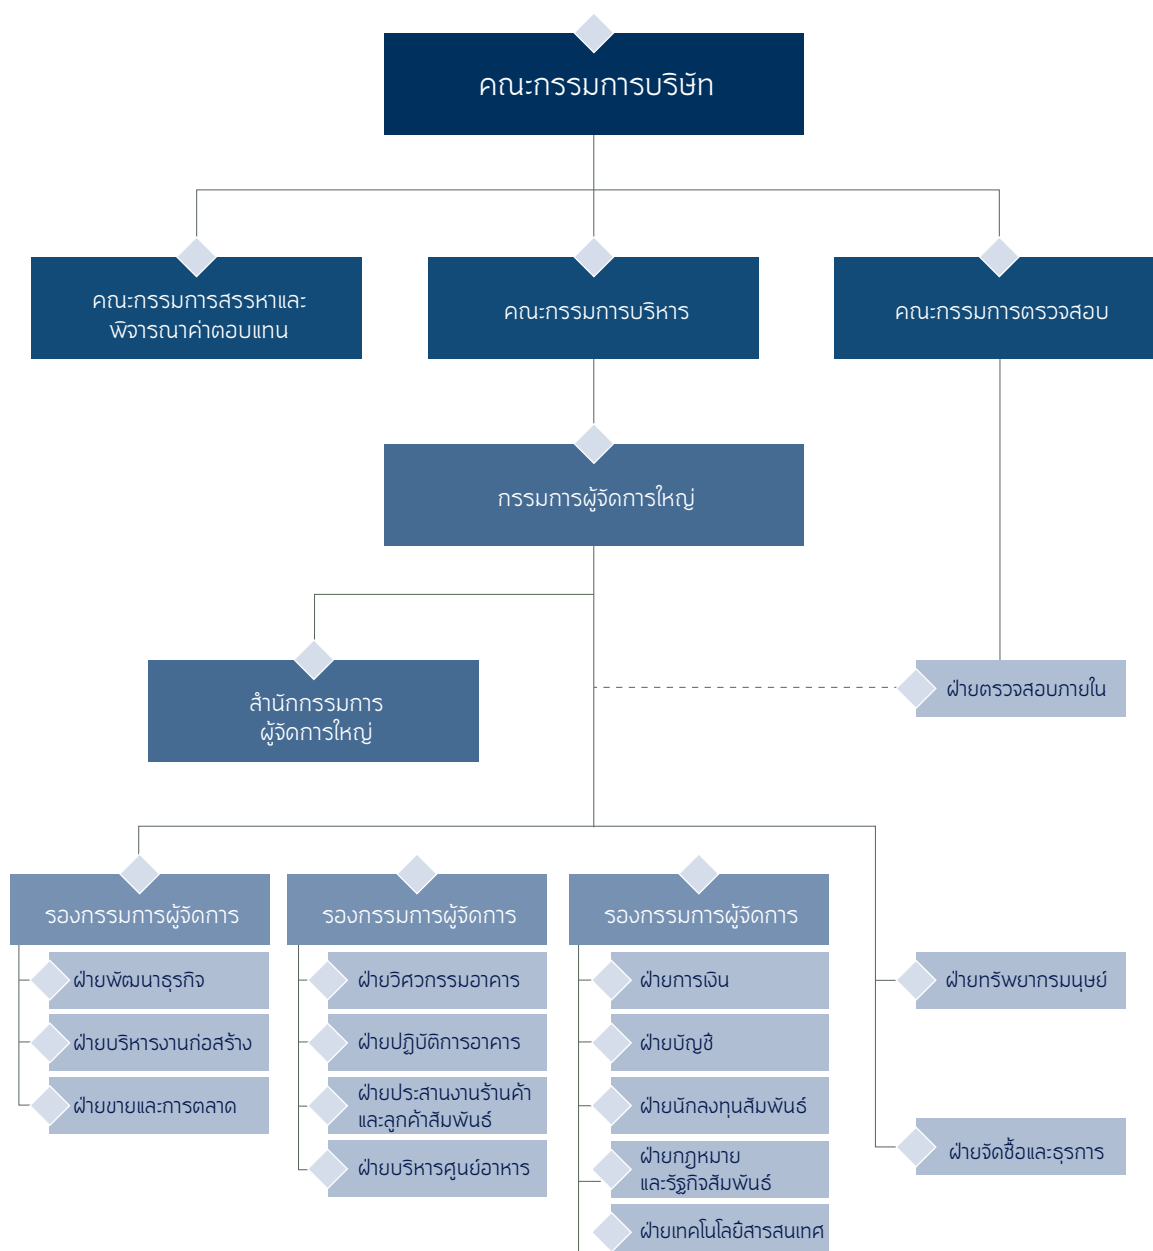 คณะกรรมการบริษัท
คณะกรรมการสรรหาและ
พิจารณาค่าตอบแทน
คณะกรรมการบริหาร
คณะกรรมการตรวจสอบ
กรรมการผู้จัดการใหญ่
สำนักกรรมการ
ผู้จัดการใหญ่
ฝ่ายตรวจสอบภายใน
รองกรรมการผู้จัดการ
ฝ่ายพัฒนาธุรกิจ
ฝ่ายบริหารงานก่อสร้าง
ฝ่ายขายและการตลาด
รองกรรมการผู้จัดการ
ฝ่ายวิศวกรรมอาคาร
ฝ่ายปฏิบัติการอาคาร
ฝ่ายประสานงานร้านค้า
และลูกค้าสัมพันธ์
ฝ่ายบริหารศูนย์อาหาร
รองกรรมการผู้จัดการ
ฝ่ายการเงิน
ฝ่ายบัญชี
ฝ่ายนักลงทุนสัมพันธ์
ฝ่ายกฎหมาย
และรัฐกิจสัมพันธ์
ฝ่ายเทคโนโลยีสารสนเทศ
ฝ่ายทรัพยากรมนุษย์
ฝ่ายจัดซื้อและธุรการ